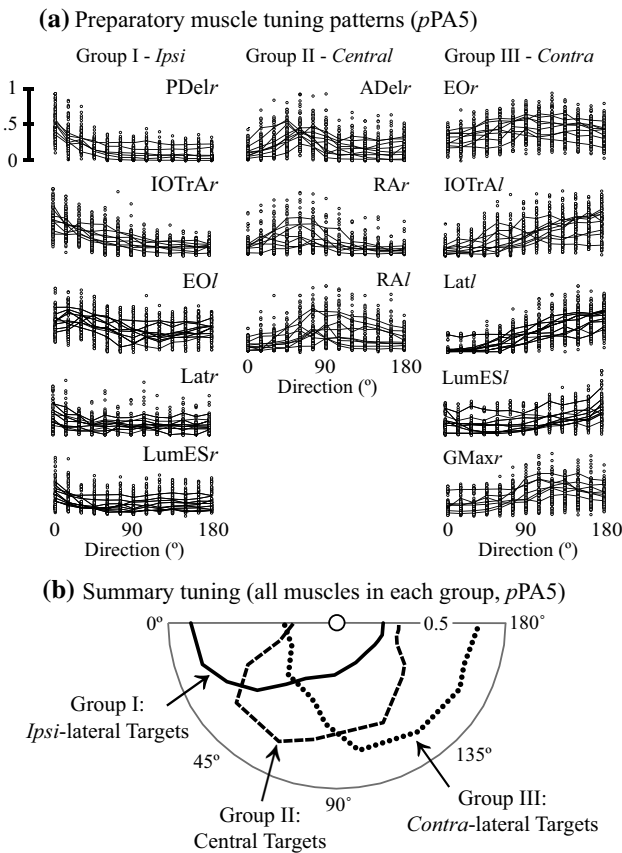 (a) Preparatory muscle tuning patterns (pPA5)
Group I - Ipsi
Group II - Central
Group III - Contra
1
.5
0
PDelr
ADelr
EOr
IOTrAr
RAr
IOTrAl
EOl
RAl
Latl
0 90 180
Direction (º)
Latr
LumESl
LumESr
GMaxr
0 90 180
Direction (º)
0 90 180
Direction (º)
(b) Summary tuning (all muscles in each group, pPA5)
0º
0.5
180˚
Group I:
Ipsi-lateral Targets
45º
135º
90˚
Group II:
Central Targets
Group III:
Contra-lateral Targets